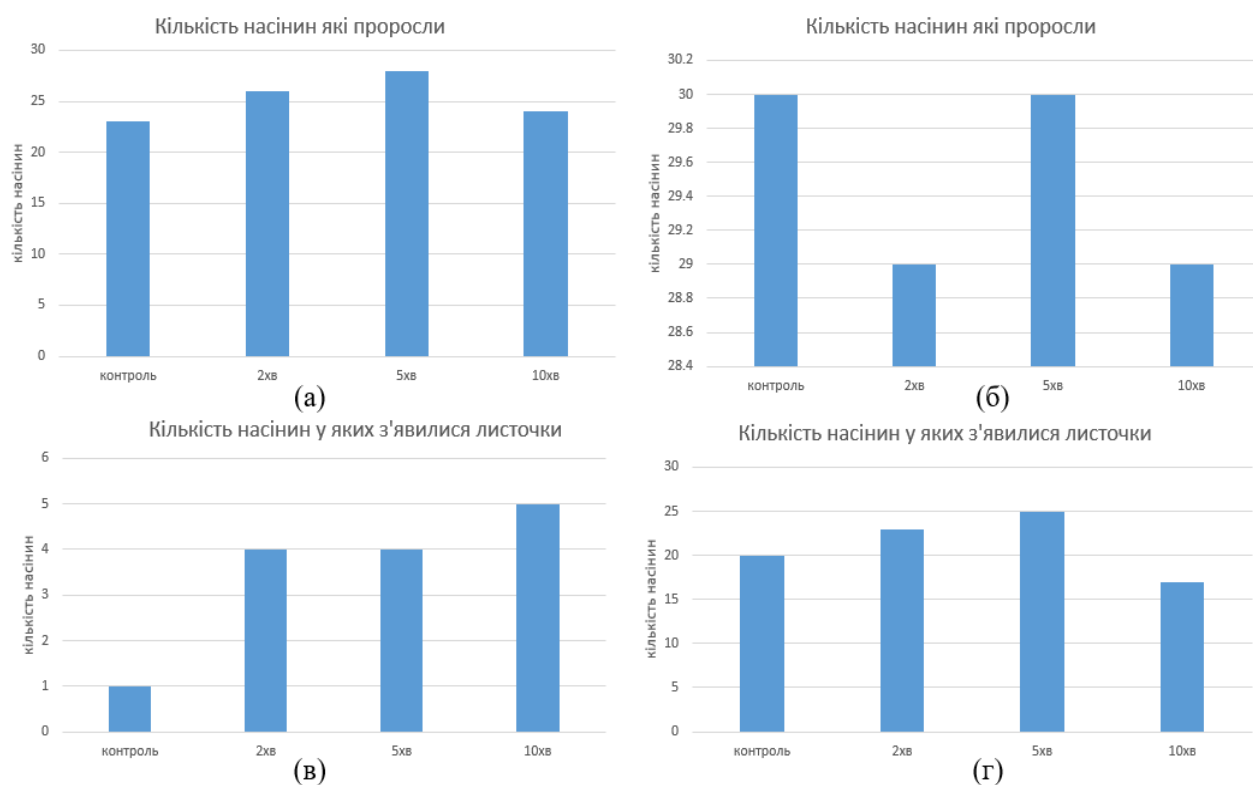 Кількість насінин які проросли
30
25
20
15
10
5
0
кількість насінин
контроль 2хв 5хв 10хв
(а)
Кількість насінин які проросли
30.2
30
29.8
29.6
29.4
29.2
29
28.8
28.6
28.4
кількість насінин
контроль 2хв 5хв 10хв
(б)
Кількість насінин у яких з'явилися листочки
6
5
4
3
2
1
0
кількість насінин
контроль 2хв 5хв 10хв
(в)
Кількість насінин у яких з'явилися листочки
30
25
20
15
10
5
0
кількість насінин
контроль 2хв 5хв 10хв
(г)